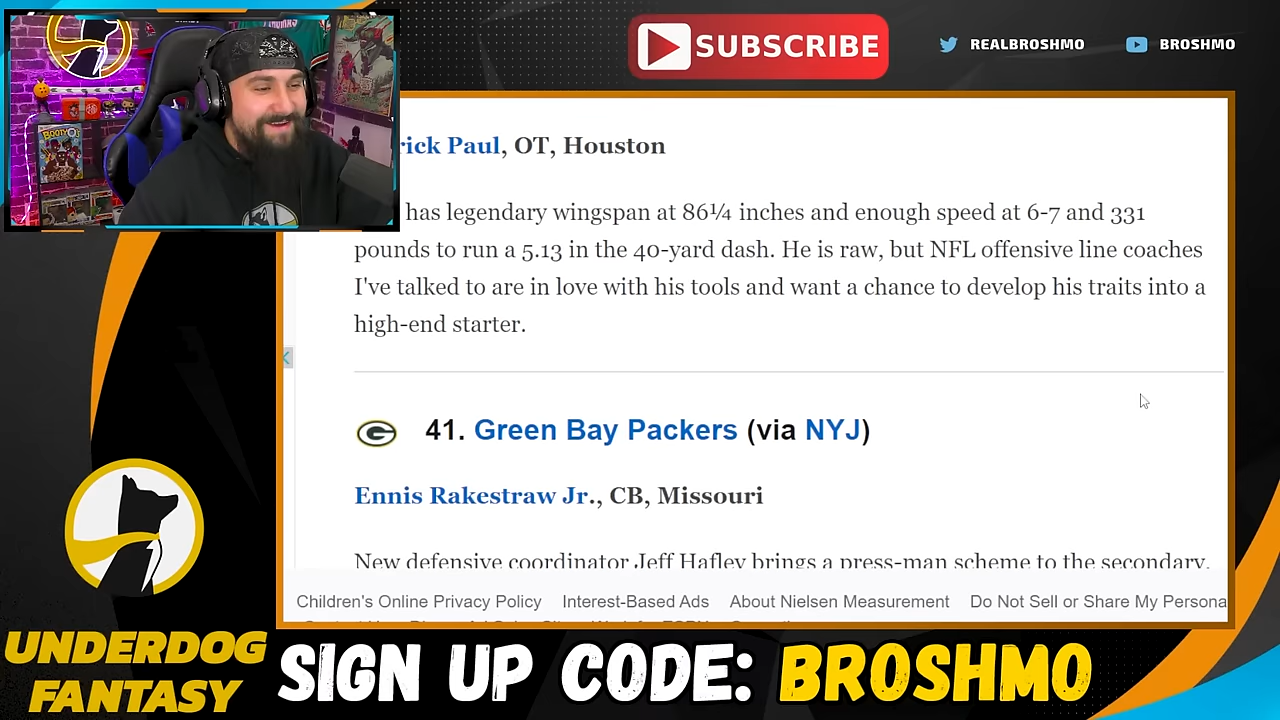 SUBSCRIBE
REALBROSHMO
BROSHMO
rick Paul, OT, Houston
has legendary wingspan at 86¼ inches and enough speed at 6-7 and 331
pounds to run a 5.13 in the 40-yard dash. He is raw, but NFL offensive line coaches
I've talked to are in love with his tools and want a chance to develop his traits into a
high-end starter.
41. Green Bay Packers (via NYJ)
Ennis Rakestraw Jr., CB, Missouri
New defensive coordinator Jeff Hafley brings a press-man scheme to the secondary.
Children's Online Privacy Policy Interest-Based Ads About Nielsen Measurement Do Not Sell or Share My Persona
UNDERDOG
FANTASY
SIGN UP CODE: BROSHMO